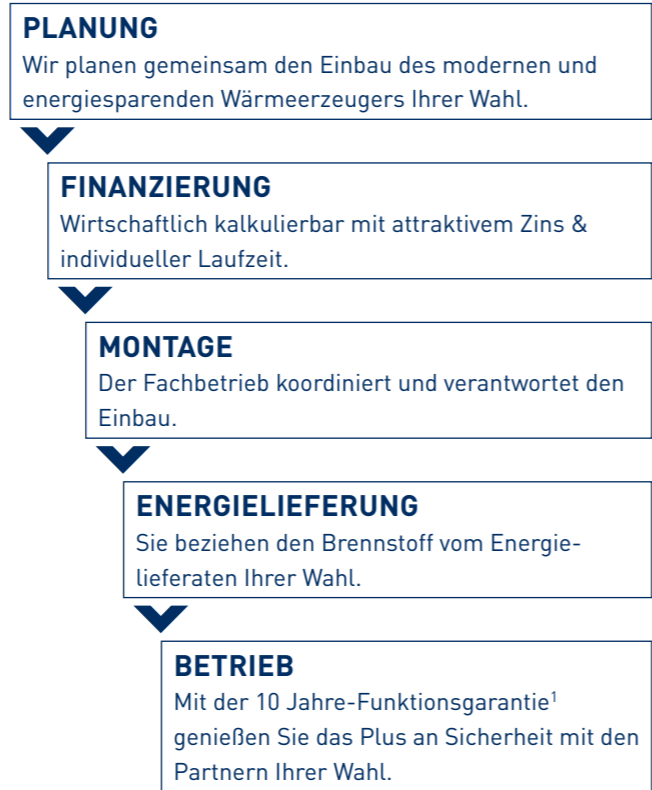 PLANUNG
Wir planen gemeinsam den Einbau des modernen und
energiesparenden Wärmeerzeugers Ihrer Wahl.
FINANZIERUNG
Wirtschaftlich kalkulierbar mit attraktivem Zins &
individueller Laufzeit.
MONTAGE
Der Fachbetrieb koordiniert und verantwortet den
Einbau.
ENERGIELIEFERUNG
Sie beziehen den Brennstoff vom Energie-
lieferaten Ihrer Wahl.
BETRIEB
Mit der 10 Jahre-Funktionsgarantie¹
genießen Sie das Plus an Sicherheit mit den
Partnern Ihrer Wahl.